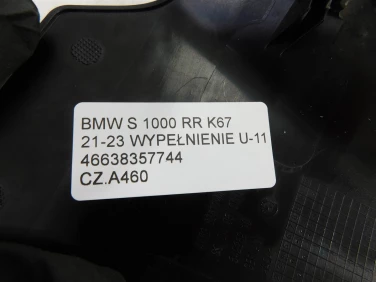 BMW S 1000 RR K67
21-23 WYPEŁNIENIE U-11
46638357744
CZ.A460